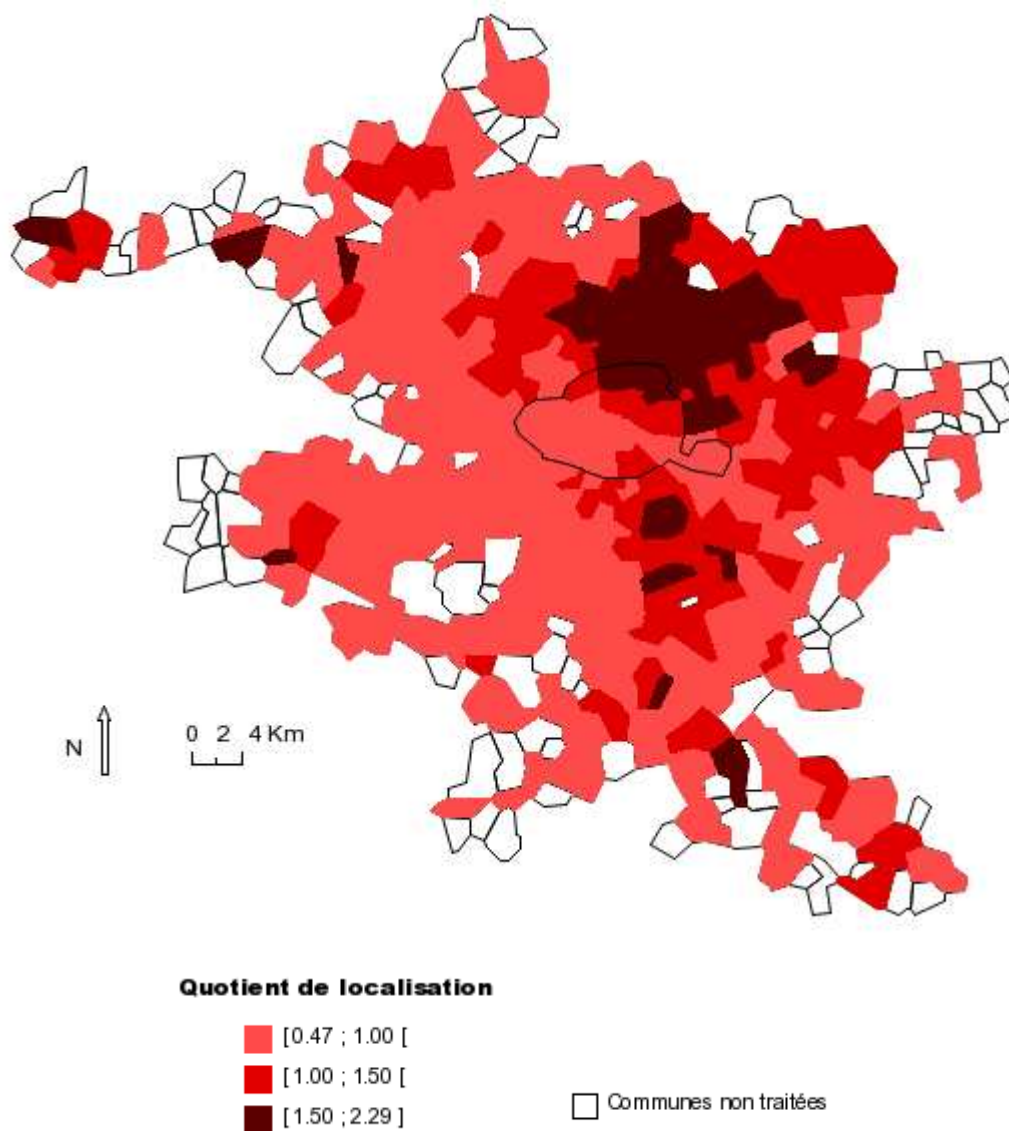 N
0 2 4 Km
Quotient de localisation
[ 0.47 ; 1.00 [
[ 1.00 ; 1.50 [
[ 1.50 ; 2.29 ]
Communes non traitées